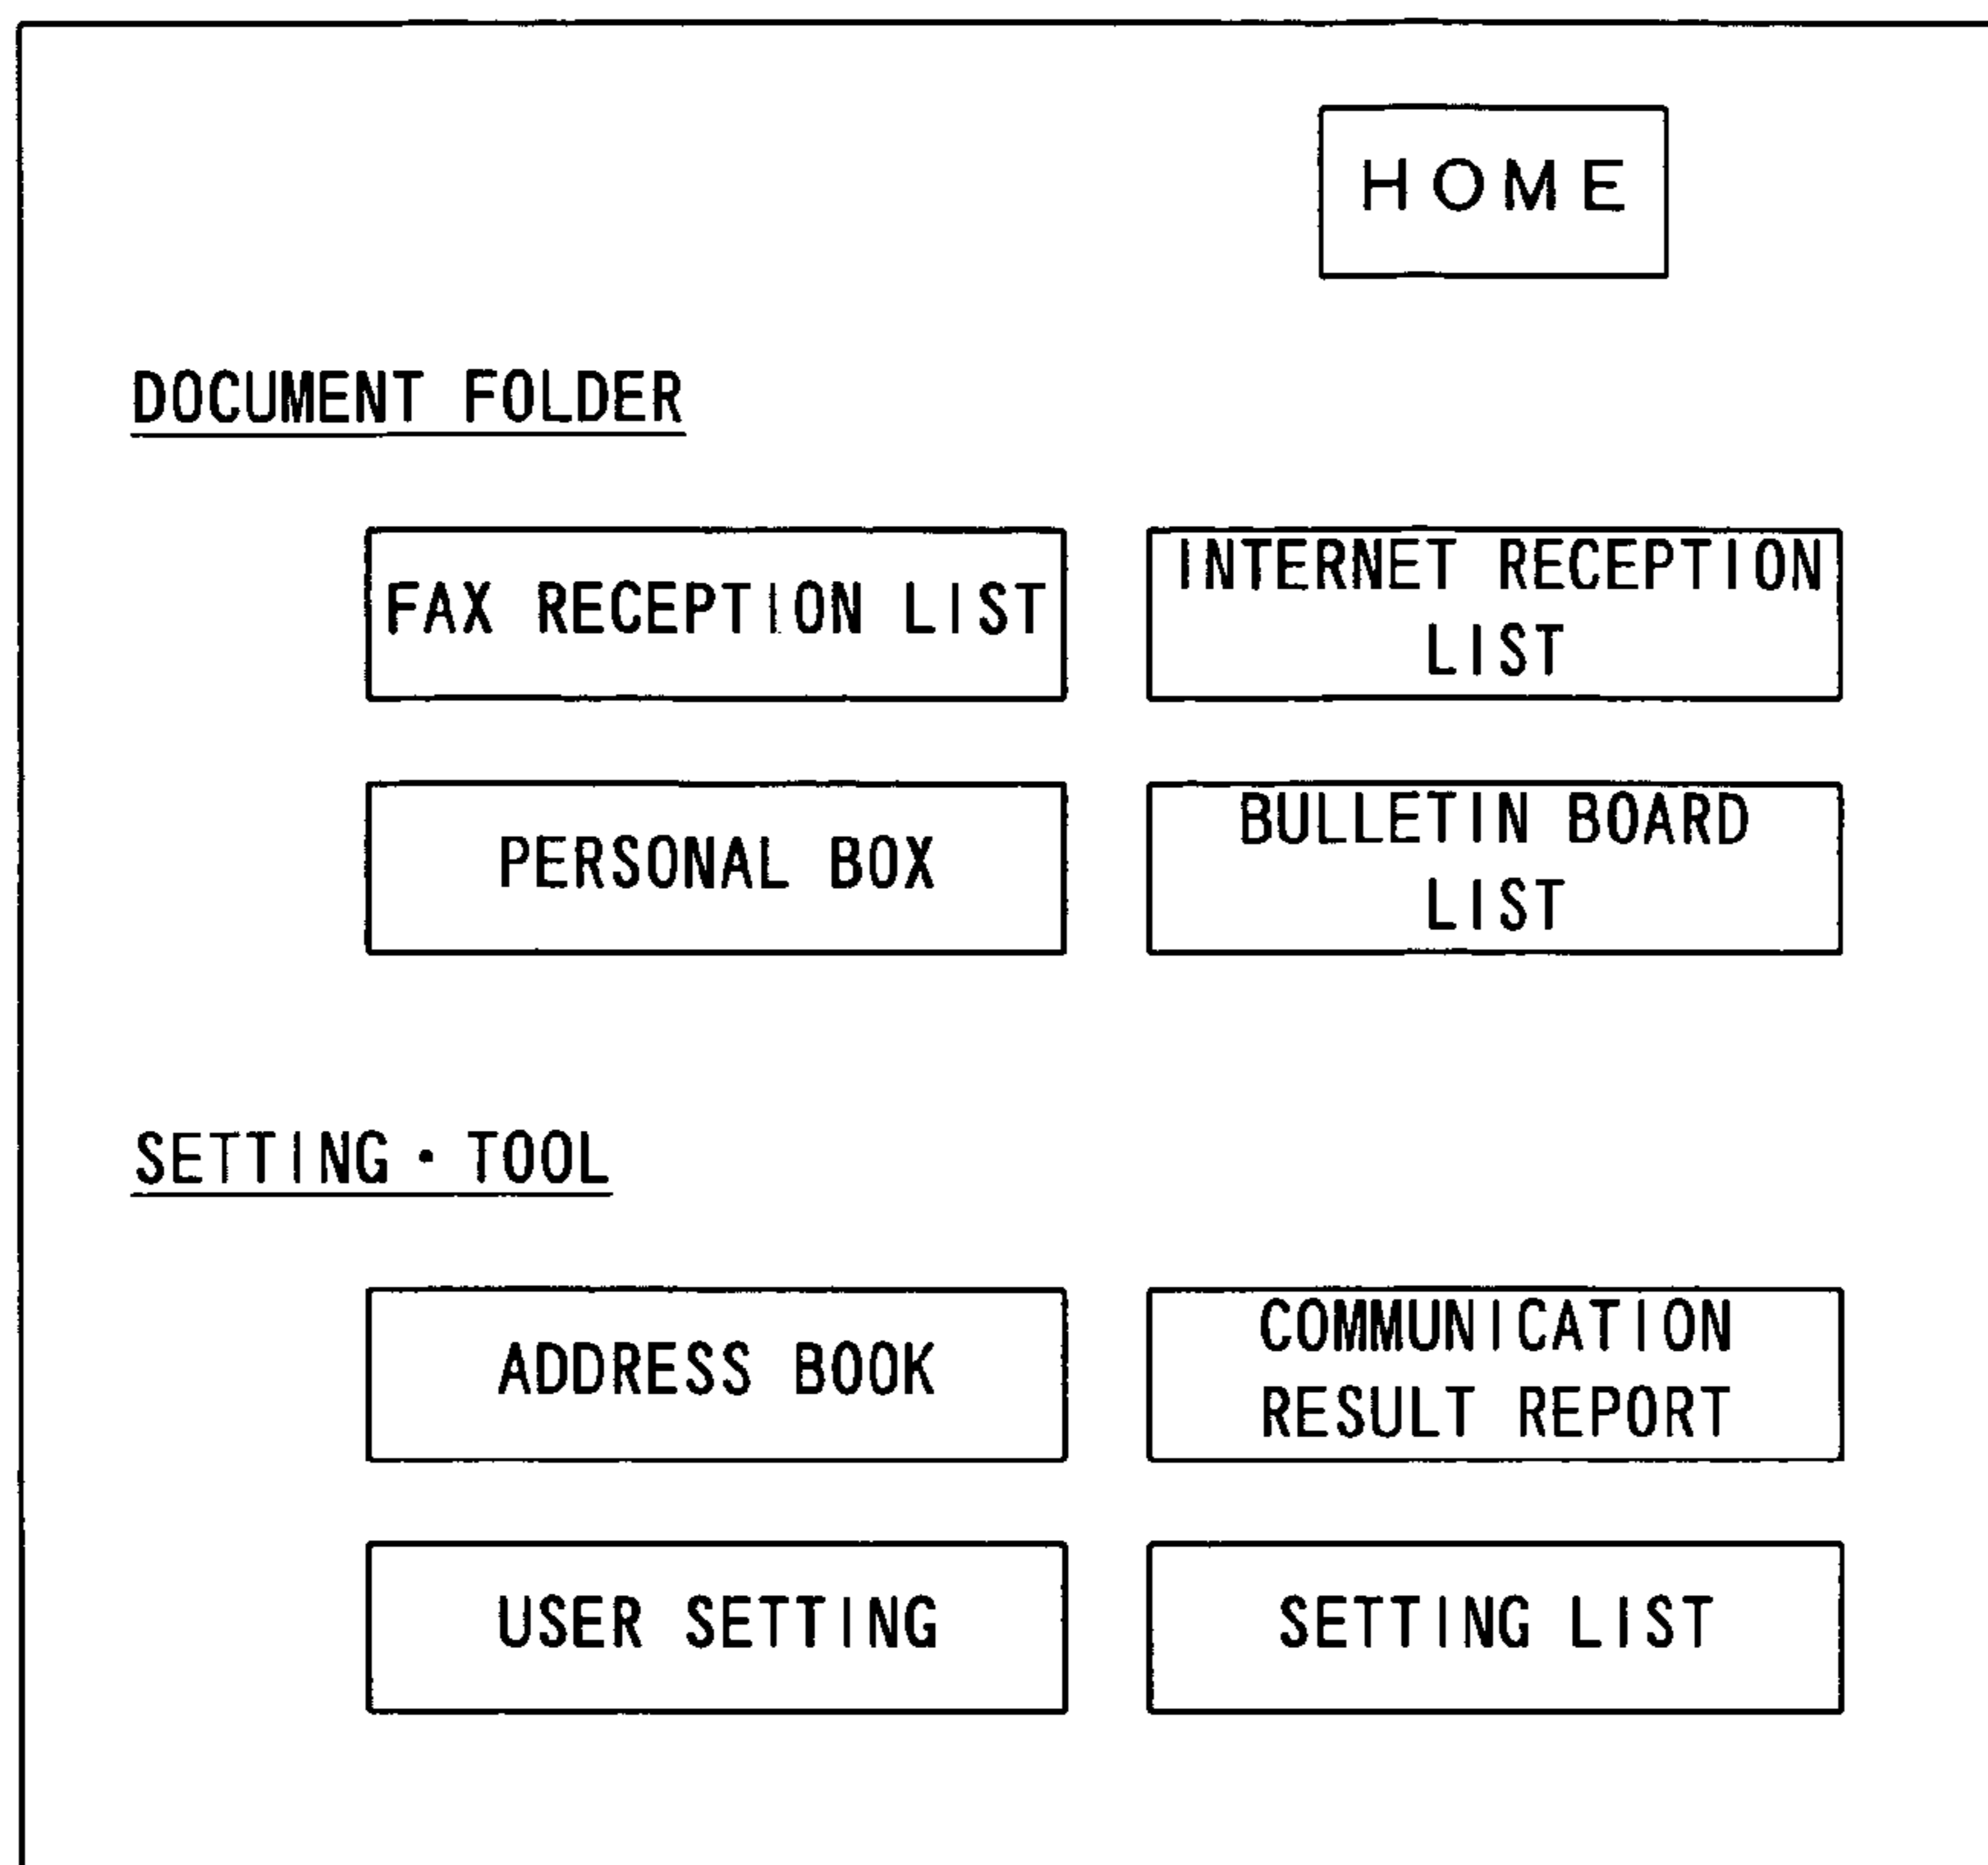 HOME
DOCUMENT FOLDER
FAX RECEPTION LIST
INTERNET RECEPTION
LIST
PERSONAL BOX
BULLETIN BOARD
LIST
SETTING・TOOL
ADDRESS BOOK
COMMUNICATION
RESULT REPORT
USER SETTING
SETTING LIST